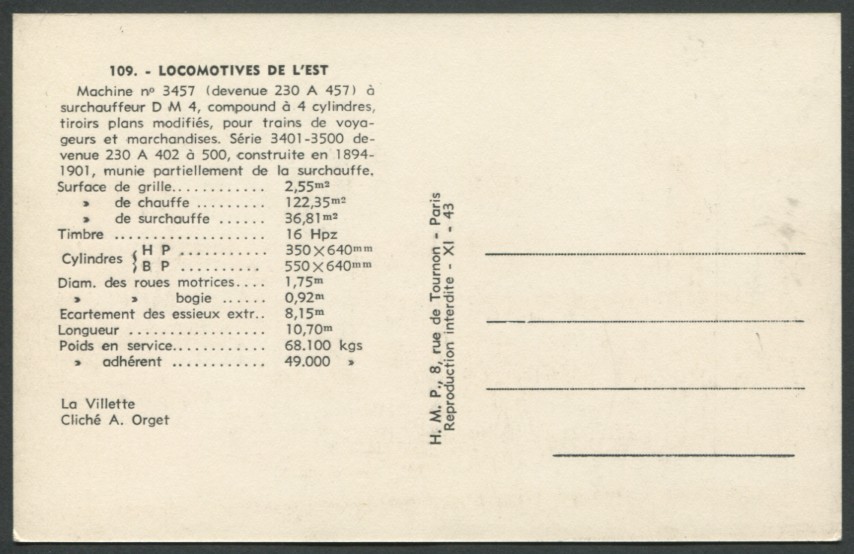 109. - LOCOMOTIVES DE L'EST
Machine nº 3457 (devenue 230 A 457) à
surchauffeur D M 4, compound à 4 cylindres,
tiroirs plans modifiés, pour trains de voya-
geurs et marchandises. Série 3401-3500 de-
venue 230 A 402 à 500, construite en 1894-
1901, munie partiellement de la surchauffe.
Surface de grille............ 2,55m²
» de chauffe .......... 122,35m²
» de surchauffe ...... 36,81m²
Timbre ................... 16 Hpz
Cylindres { H P ........... 350×640mm
B P .......... 550×640mm
Diam. des roues motrices.... 1,75m
» » bogie ...... 0,92m
Ecartement des essieux extr.. 8,15m
Longueur ................. 10,70m
Poids en service............ 68.100 kgs
» adhérent ............ 49.000 »
La Villette
Cliché A. Orget
H. M. P., 8, rue de Tournon - Paris
Reproduction interdite - XI - 43